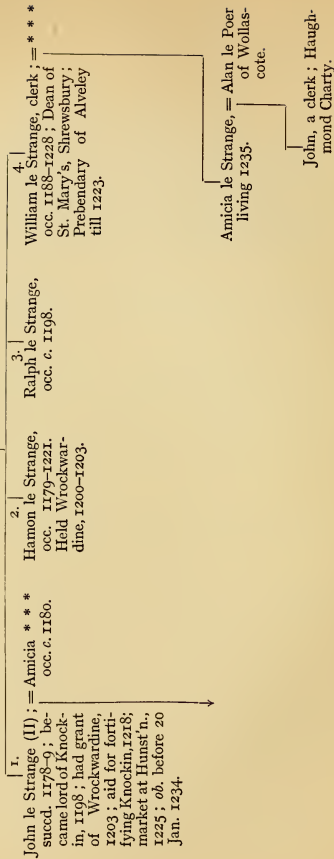 1.
John le Strange (II) ; = Amicia * * *
succd. 1178–9 ; be- occ. c. 1180.
came lord of Knock-
in, 1198 ; had grant
of Wrockwardine,
1203 ; aid for forti-
fying Knockin, 1218 ;
market at Hunst'n.,
1225 ; ob. before 20
Jan. 1234.
2.
Hamon le Strange,
occ. 1179–1221.
Held Wrockwar-
dine, 1200–1203.
3.
Ralph le Strange,
occ. c. 1198.
4.
William le Strange, clerk ; = * * *
occ. 1188–1228 ; Dean of
St. Mary's, Shrewsbury ;
Prebendary of Alveley
till 1223.
Amicia le Strange, = Alan le Poer
living 1235. of Wollas-
cote.
John, a clerk ; Haugh-
mond Charty.